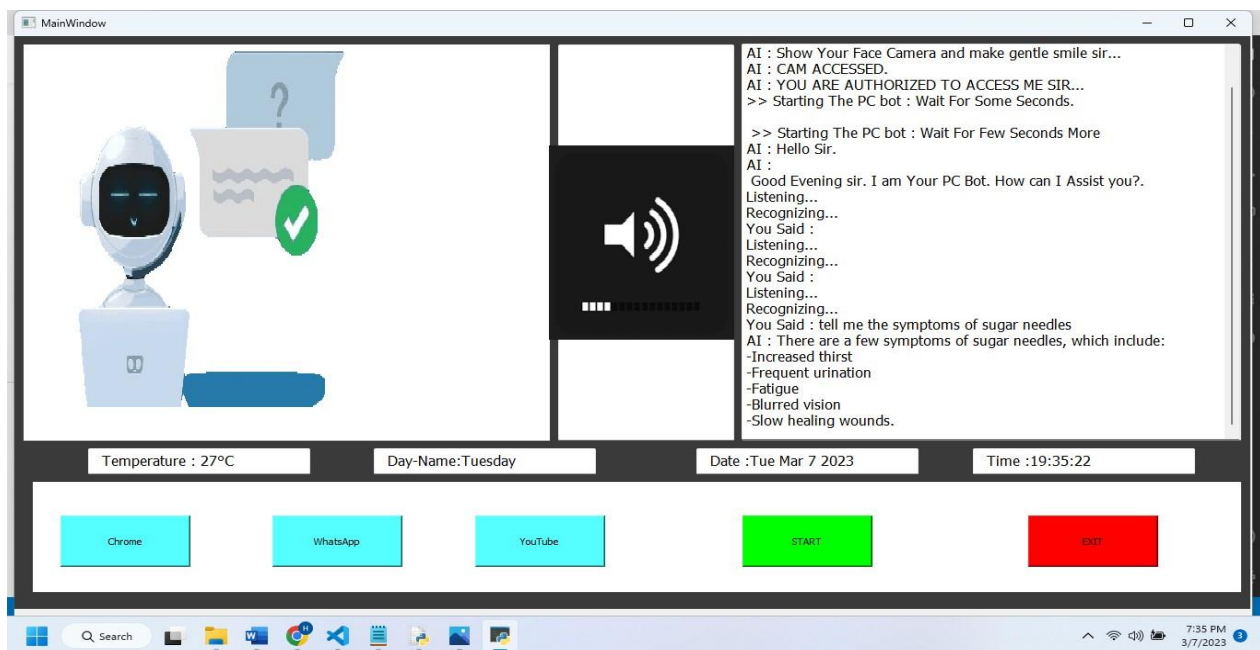 MainWindow
?
AI : Show Your Face Camera and make gentle smile sir...
AI : CAM ACCESSED.
AI : YOU ARE AUTHORIZED TO ACCESS ME SIR...
>> Starting The PC bot : Wait For Some Seconds.
>> Starting The PC bot : Wait For Few Seconds More
AI : Hello Sir.
AI :
Good Evening sir. I am Your PC Bot. How can I Assist you?.
Listening...
Recognizing...
You Said :
Listening...
Recognizing...
You Said :
Listening...
Recognizing...
You Said : tell me the symptoms of sugar needles
AI : There are a few symptoms of sugar needles, which include:
-Increased thirst
-Frequent urination
-Fatigue
-Blurred vision
-Slow healing wounds.
Temperature : 27°C
Day-Name:Tuesday
Date :Tue Mar 7 2023
Time :19:35:22
Chrome
WhatsApp
YouTube
START
EXIT
Search
H
7:35 PM
3/7/2023
3